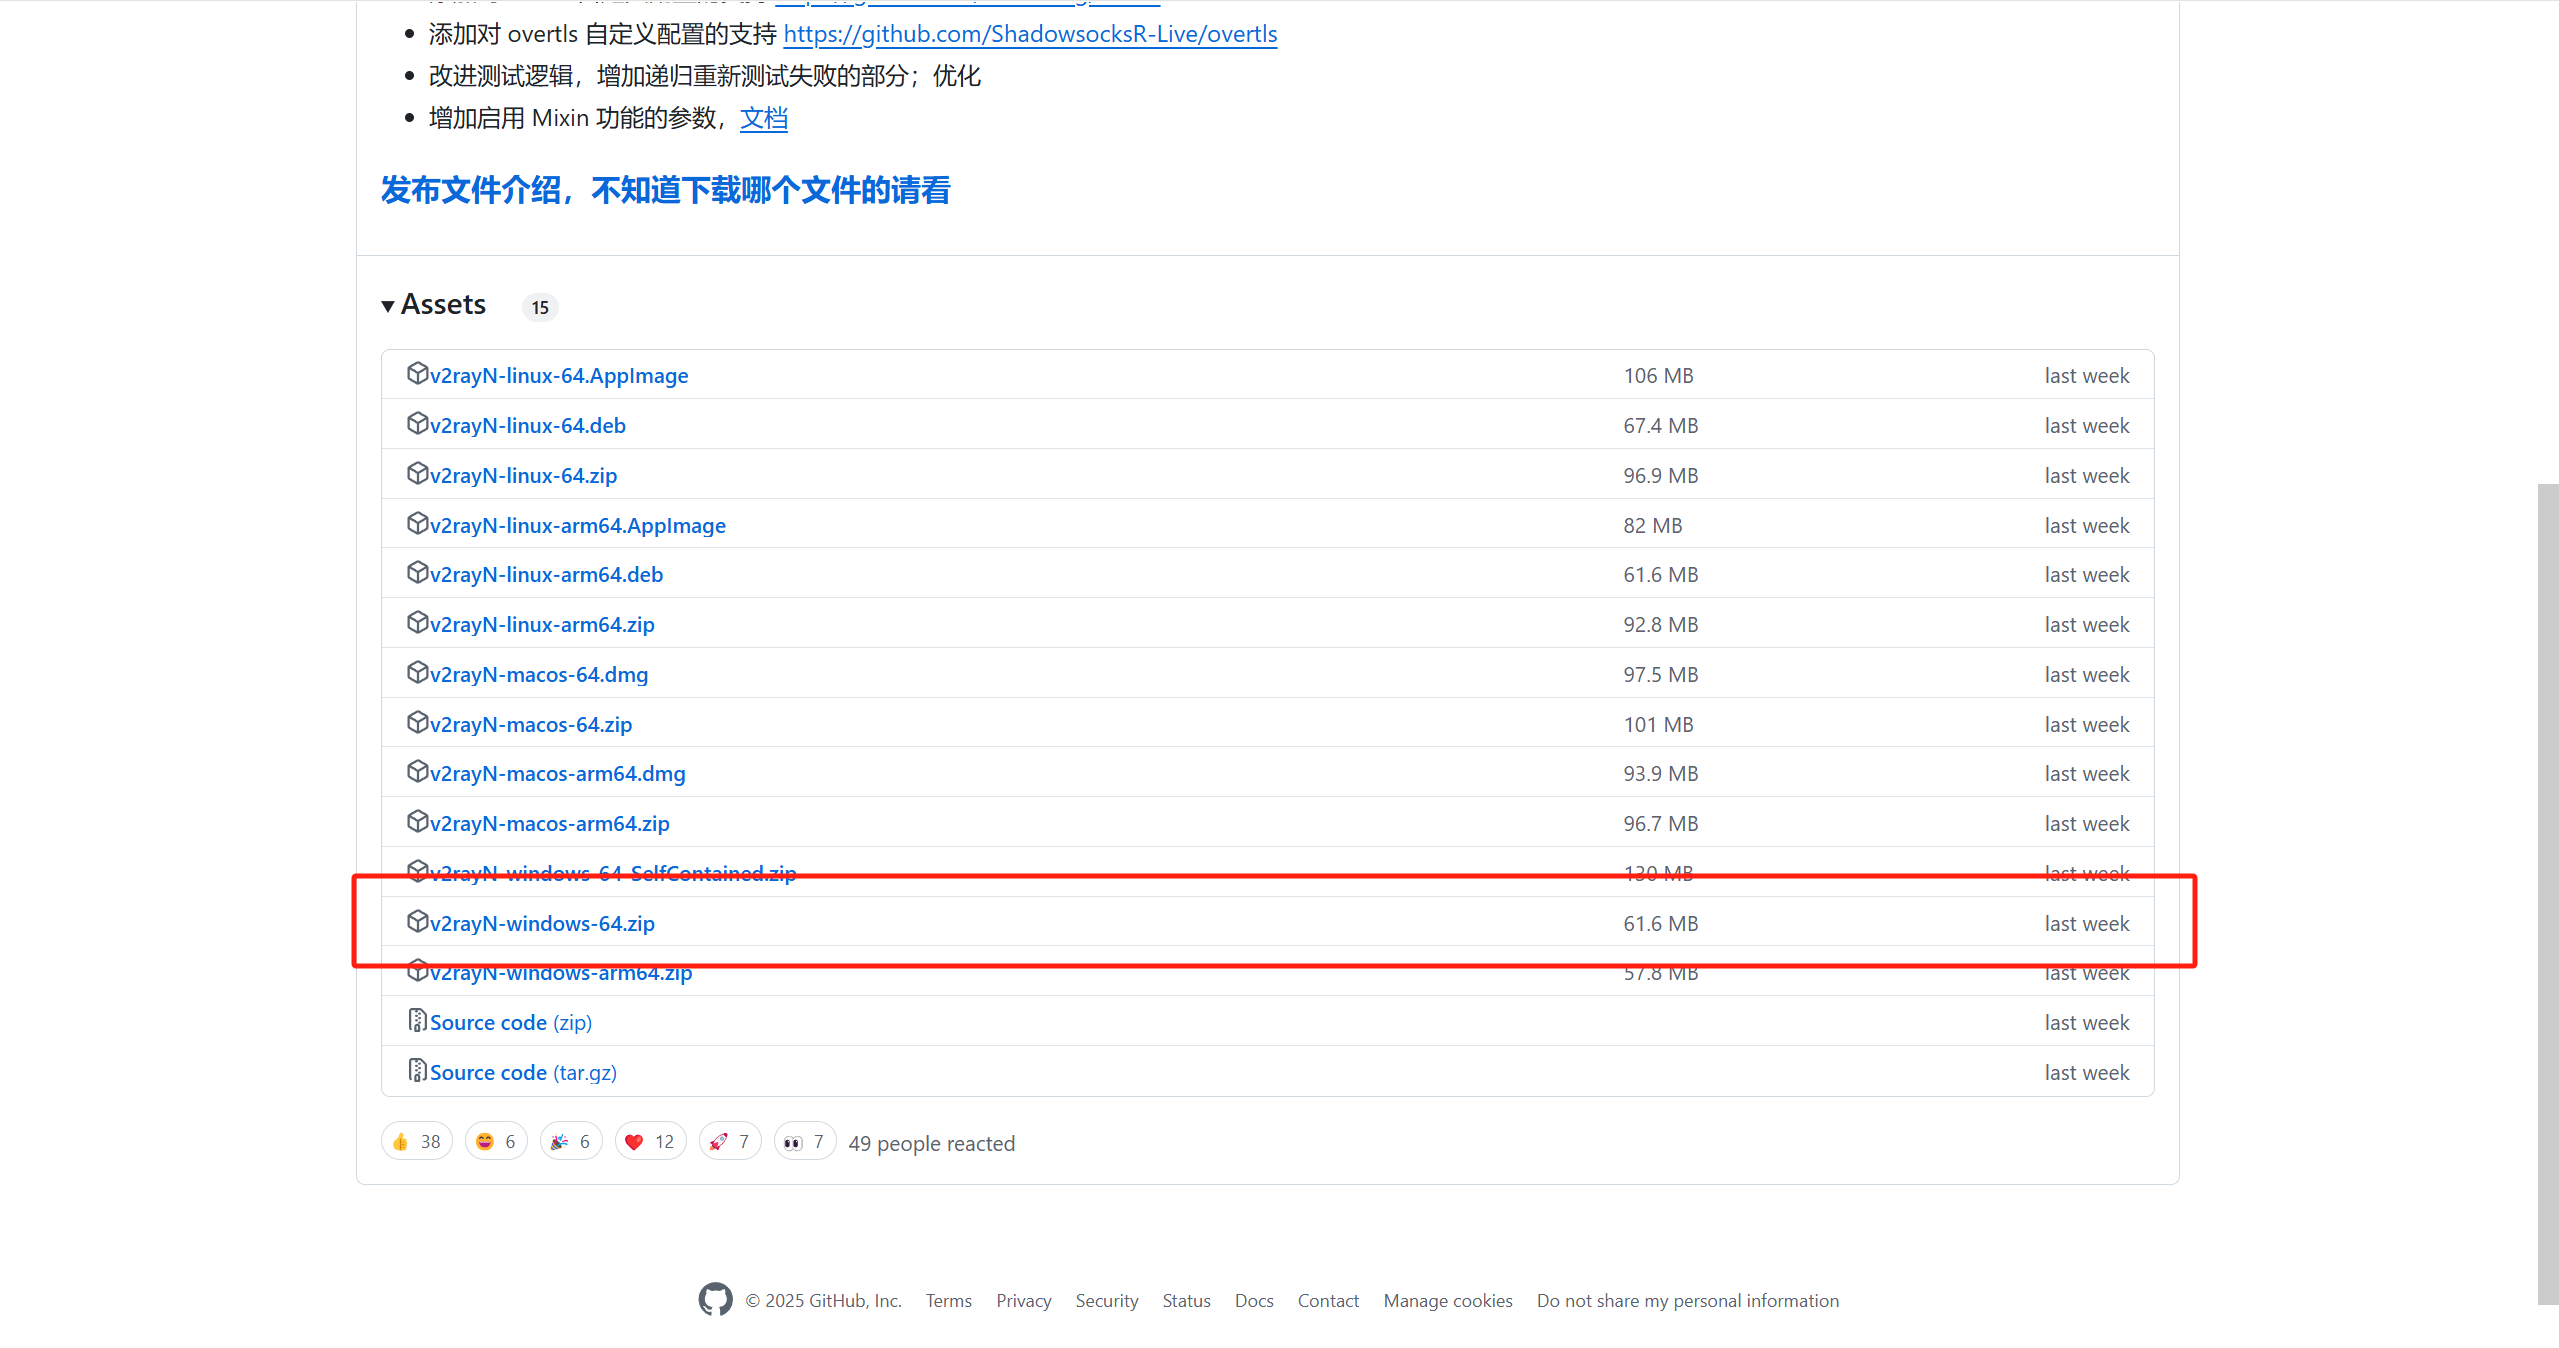 添加对 overtls 自定义配置的支持 https://github.com/ShadowsocksR-Live/overtls
改进测试逻辑，增加递归重新测试失败的部分；优化
增加启用 Mixin 功能的参数，文档
发布文件介绍，不知道下载哪个文件的请看
Assets 15
v2rayN-linux-64.AppImage 106 MB last week
v2rayN-linux-64.deb 67.4 MB last week
v2rayN-linux-64.zip 96.9 MB last week
v2rayN-linux-arm64.AppImage 82 MB last week
v2rayN-linux-arm64.deb 61.6 MB last week
v2rayN-linux-arm64.zip 92.8 MB last week
v2rayN-macos-64.dmg 97.5 MB last week
v2rayN-macos-64.zip 101 MB last week
v2rayN-macos-arm64.dmg 93.9 MB last week
v2rayN-macos-arm64.zip 96.7 MB last week
v2rayN-windows-64-SelfContained.zip 130 MB last week
v2rayN-windows-64.zip 61.6 MB last week
v2rayN-windows-arm64.zip 57.8 MB last week
Source code (zip) last week
Source code (tar.gz) last week
👍 38 😄 6 🎉 6 ❤️ 12 🚀 7 👀 7 49 people reacted
© 2025 GitHub, Inc. Terms Privacy Security Status Docs Contact Manage cookies Do not share my personal information